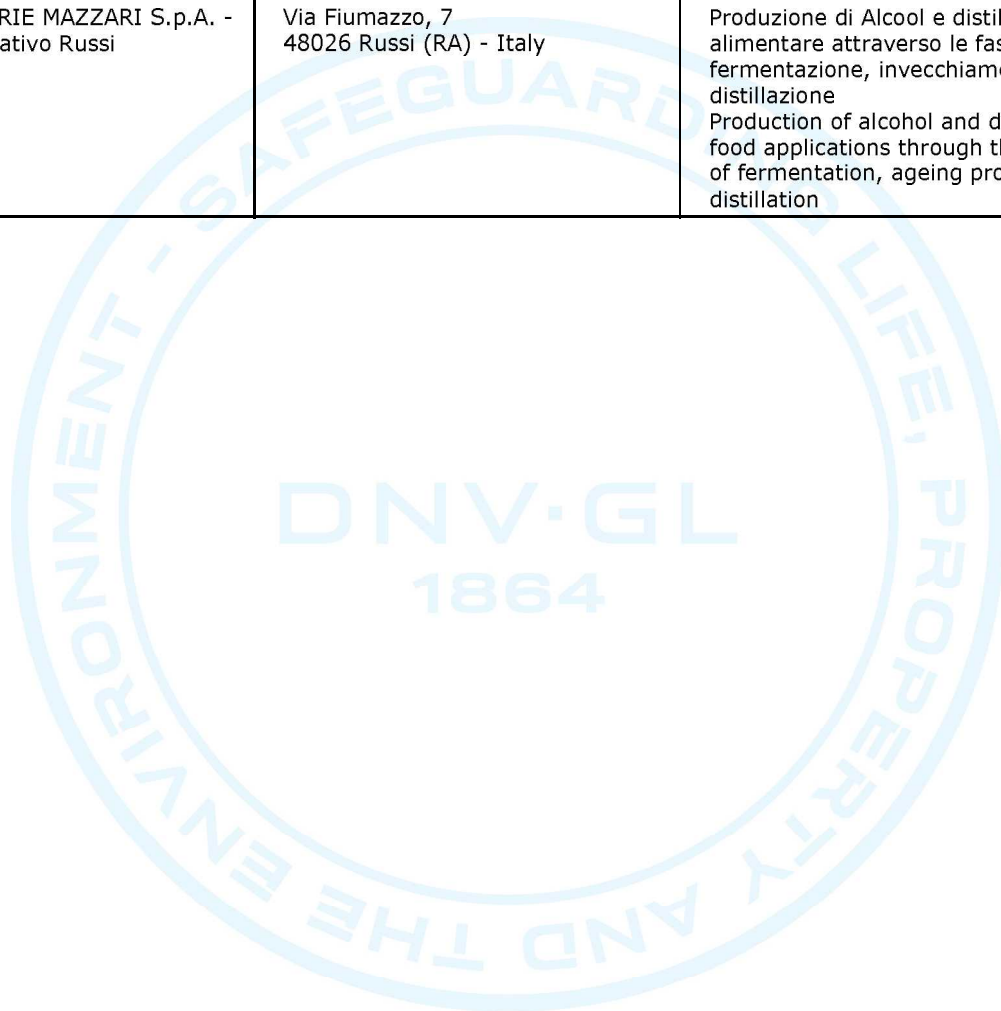 RIE MAZZARI S.p.A. -
ativo Russi
Via Fiumazzo, 7
48026 Russi (RA) - Italy
Produzione di Alcool e distil
alimentare attraverso le fas
fermentazione, invecchiame
distillazione
Production of alcohol and d
food applications through th
of fermentation, ageing pro
distillation
SAFEGUARDING LIFE, PROPERTY AND THE ENVIRONMENT -
DNV·GL
1864